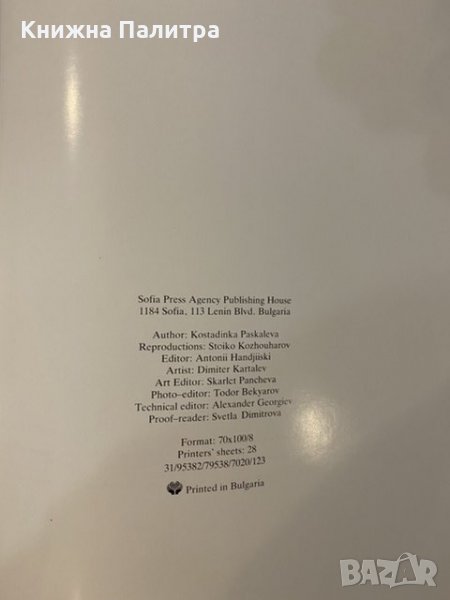 Книжна Палитра
Sofia Press Agency Publishing House
1184 Sofia, 113 Lenin Blvd. Bulgaria
Author: Kostadinka Paskaleva
Reproductions: Stoiko Kozhouharov
Editor: Antonii Handjiiski
Artist: Dimiter Kartalev
Art Editor: Skarlet Pancheva
Photo-editor: Todor Bekyarov
Technical editor: Alexander Georgiev
Proof-reader: Svetla Dimitrova
Format: 70x100/8
Printers' sheets: 28
31/95382/79538/7020/123
Printed in Bulgaria
BAZAR